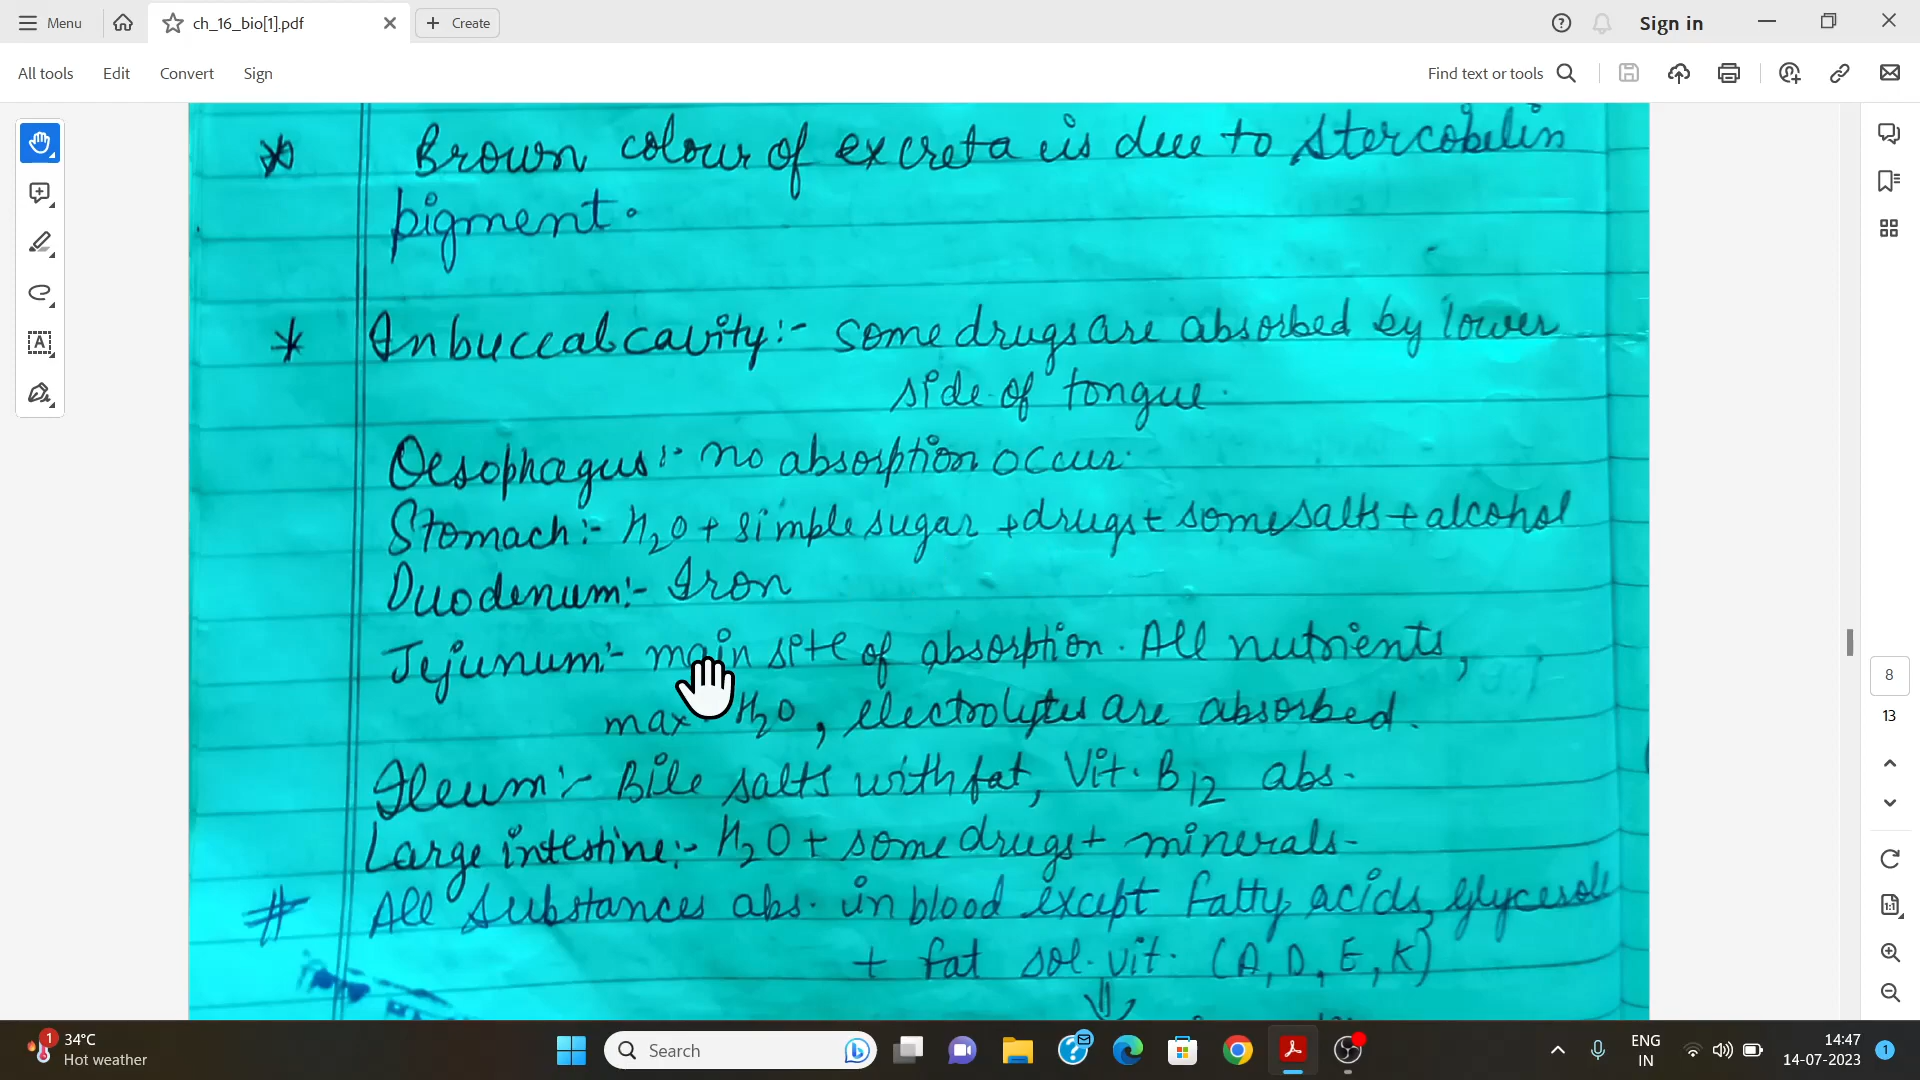 Menu
ch_16_bio[1].pdf
Create
Sign in
All tools Edit Convert Sign
Find text or tools
Brown colour of excreta is due to stercobelin
pigment.
In buccal cavity:- some drugs are absorbed by lower
side of tongue.
Oesophagus:- no absorption occur.
Stomach:- H2O + simple sugar + drugs + some salts + alcohol
Duodenum:- Iron
Jejunum:- main site of absorption. All nutrients,
max H2O, electrolytes are absorbed.
Ileum:- Bile salts with fat, Vit. B12 abs.
Large intestine:- H2O + some drugs + minerals.
# All substances abs. in blood except fatty acids, glycerol
+ fat sol. vit. (A, D, E, K)
8
13
1:1
1
34°C
Hot weather
Search
ENG
IN
14:47
14-07-2023
1